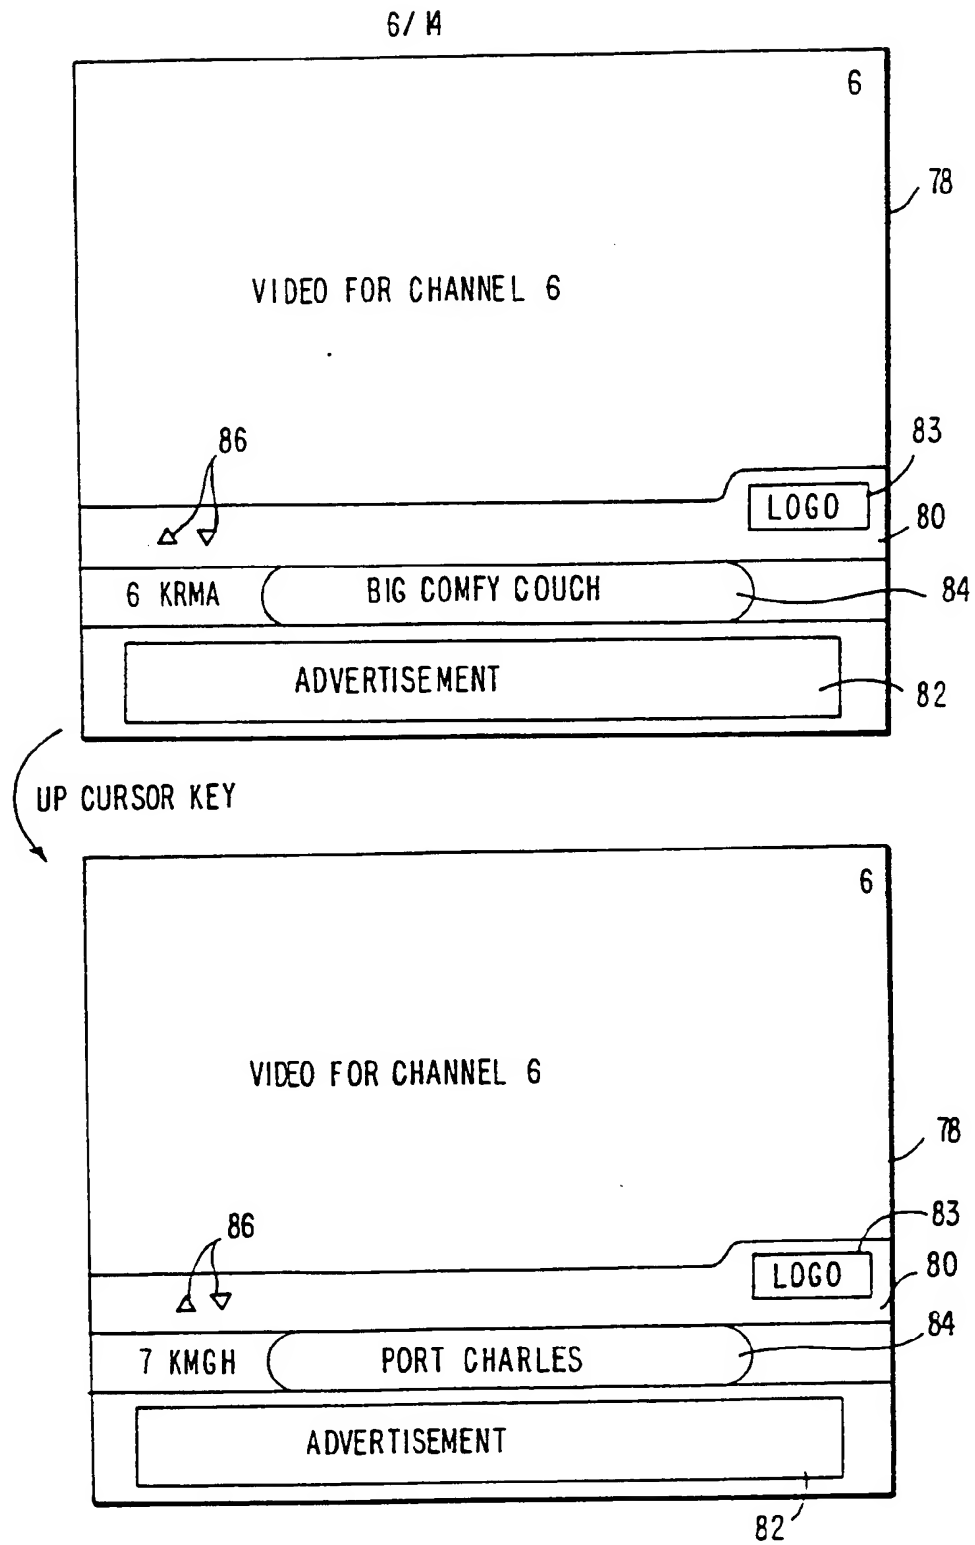 6/14
6
78
VIDEO FOR CHANNEL 6
86
83
LOGO
80
6 KRMA BIG COMFY COUCH
84
ADVERTISEMENT
82
UP CURSOR KEY
6
VIDEO FOR CHANNEL 6
78
86
83
LOGO
80
84
7 KMGH PORT CHARLES
ADVERTISEMENT
82